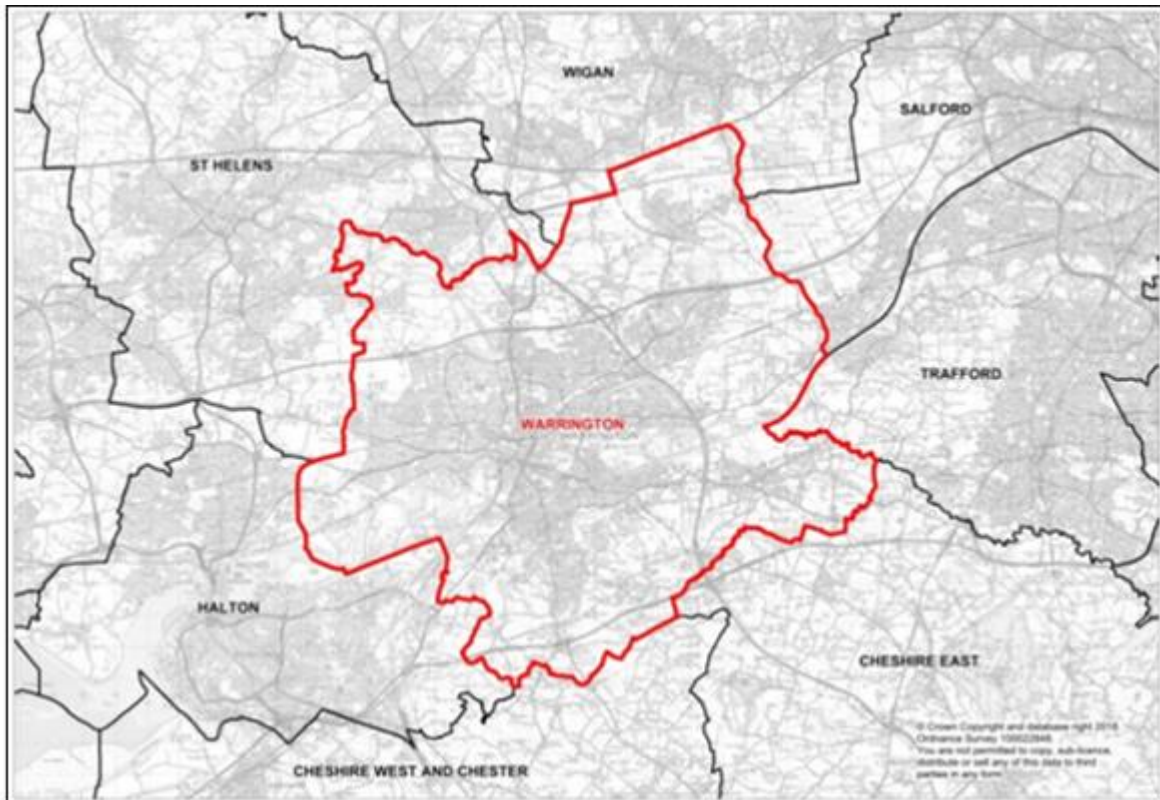 WIGAN
SALFORD
ST HELENS
TRAFFORD
WARRINGTON
HALTON
CHESHIRE EAST
© Crown Copyright and database right 2018
Ordnance Survey
You are not permitted to copy, sub-licence,
distribute or sell any of this data to third
parties in any form
CHESHIRE WEST AND CHESTER